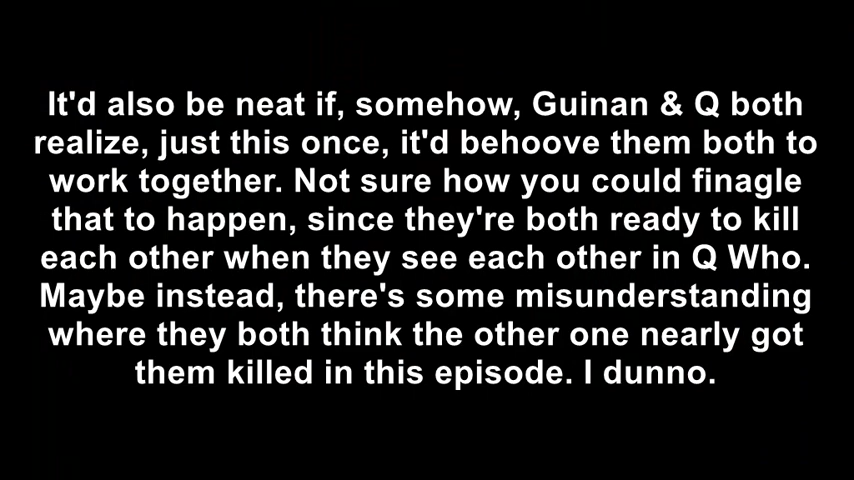 It'd also be neat if, somehow, Guinan & Q both
realize, just this once, it'd behoove them both to
work together. Not sure how you could finagle
that to happen, since they're both ready to kill
each other when they see each other in Q Who.
Maybe instead, there's some misunderstanding
where they both think the other one nearly got
them killed in this episode. I dunno.